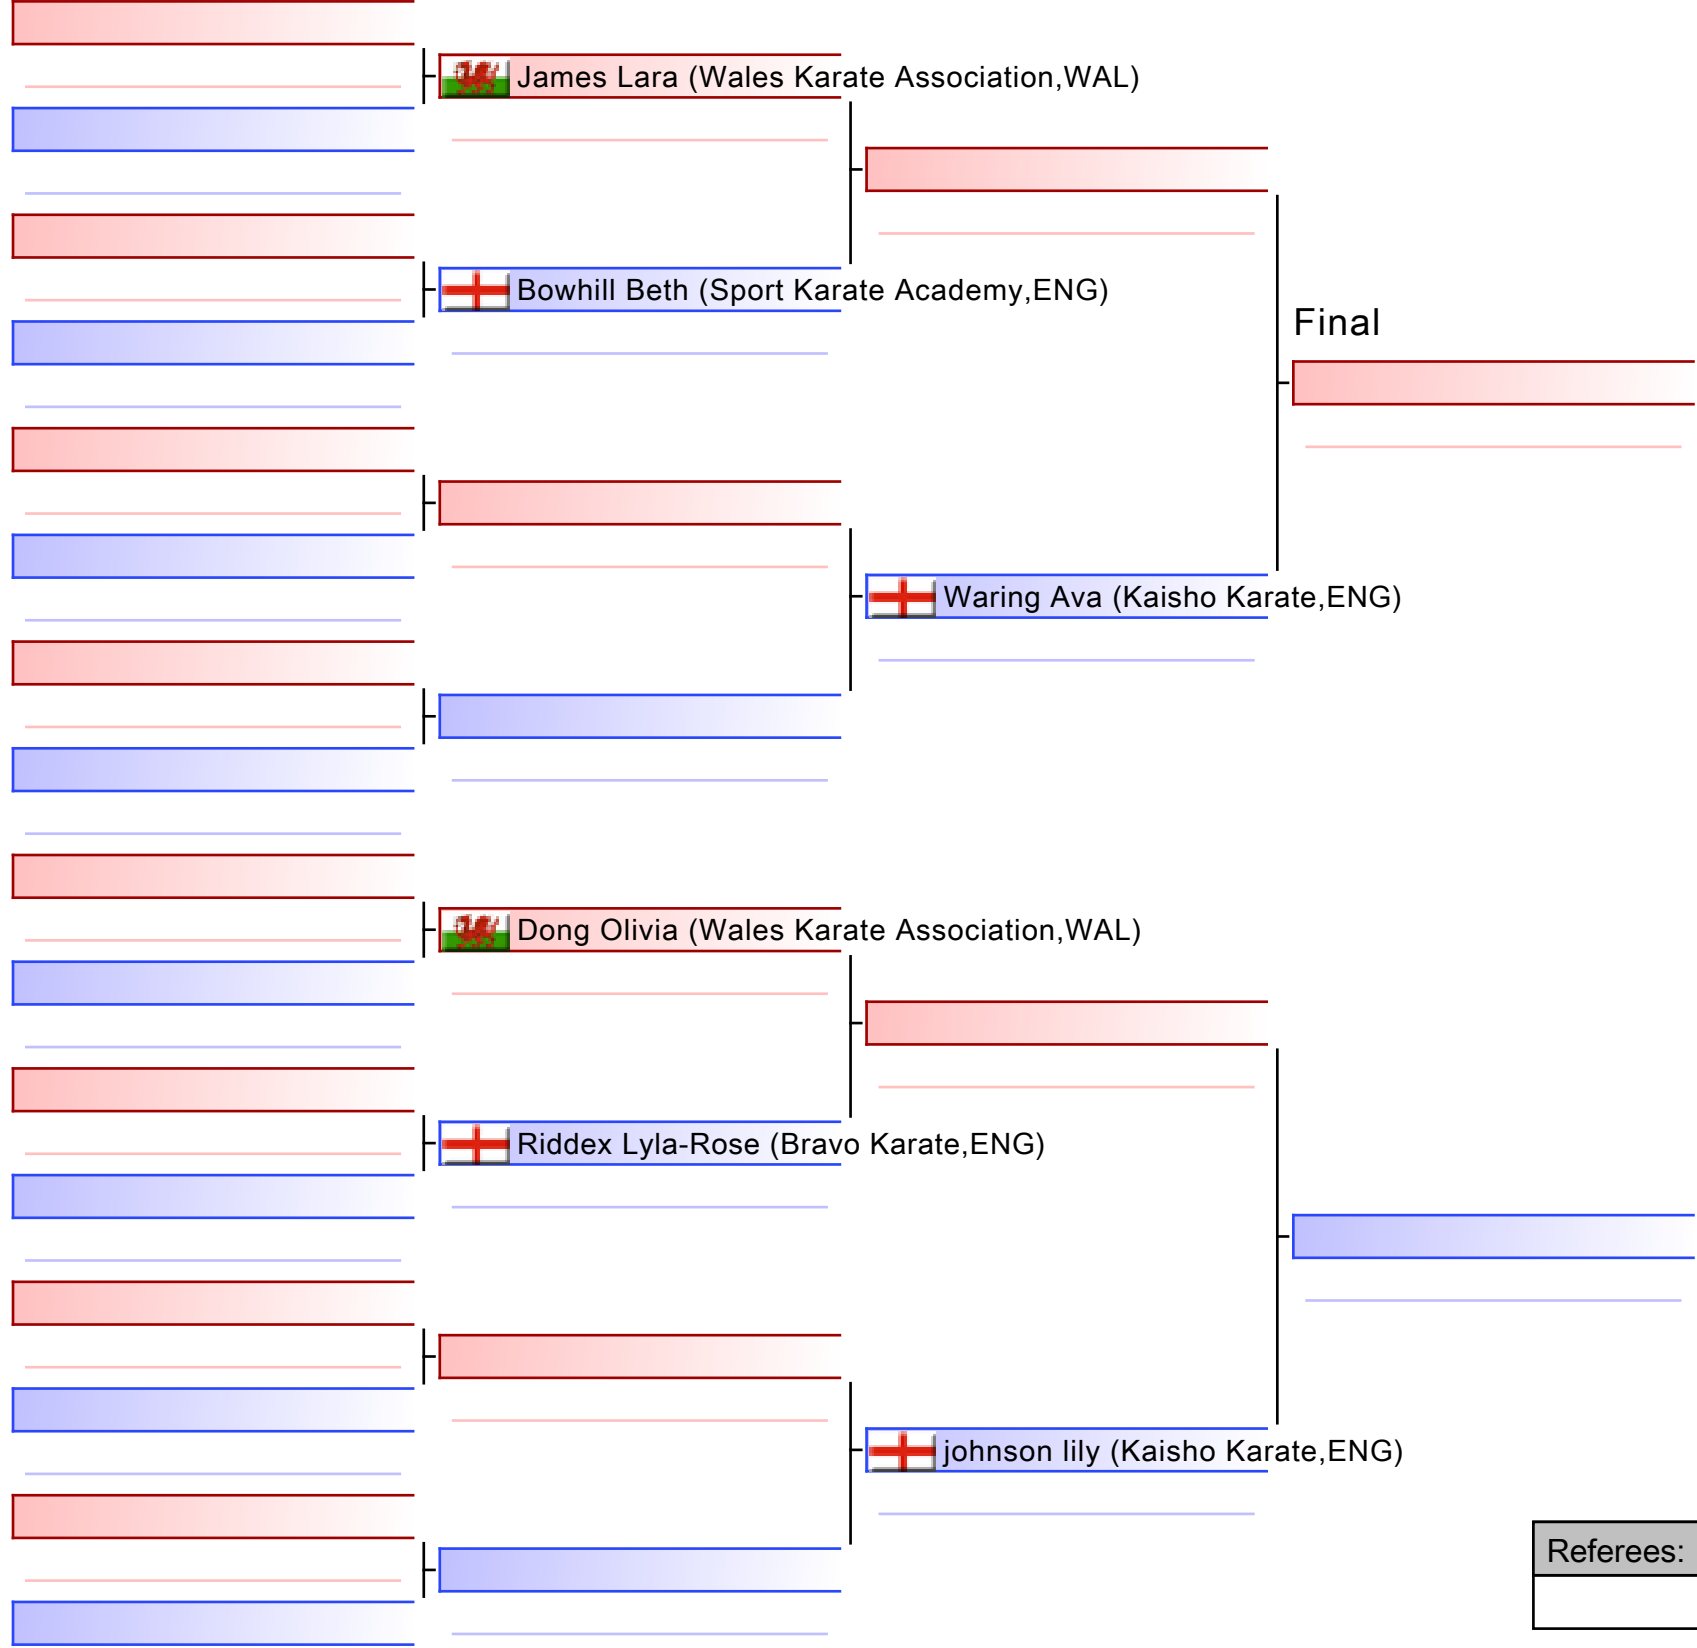 James Lara (Wales Karate Association,WAL)
Bowhill Beth (Sport Karate Academy,ENG)
Final
Waring Ava (Kaisho Karate,ENG)
Dong Olivia (Wales Karate Association,WAL)
Riddex Lyla-Rose (Bravo Karate,ENG)
johnson lily (Kaisho Karate,ENG)
Referees: